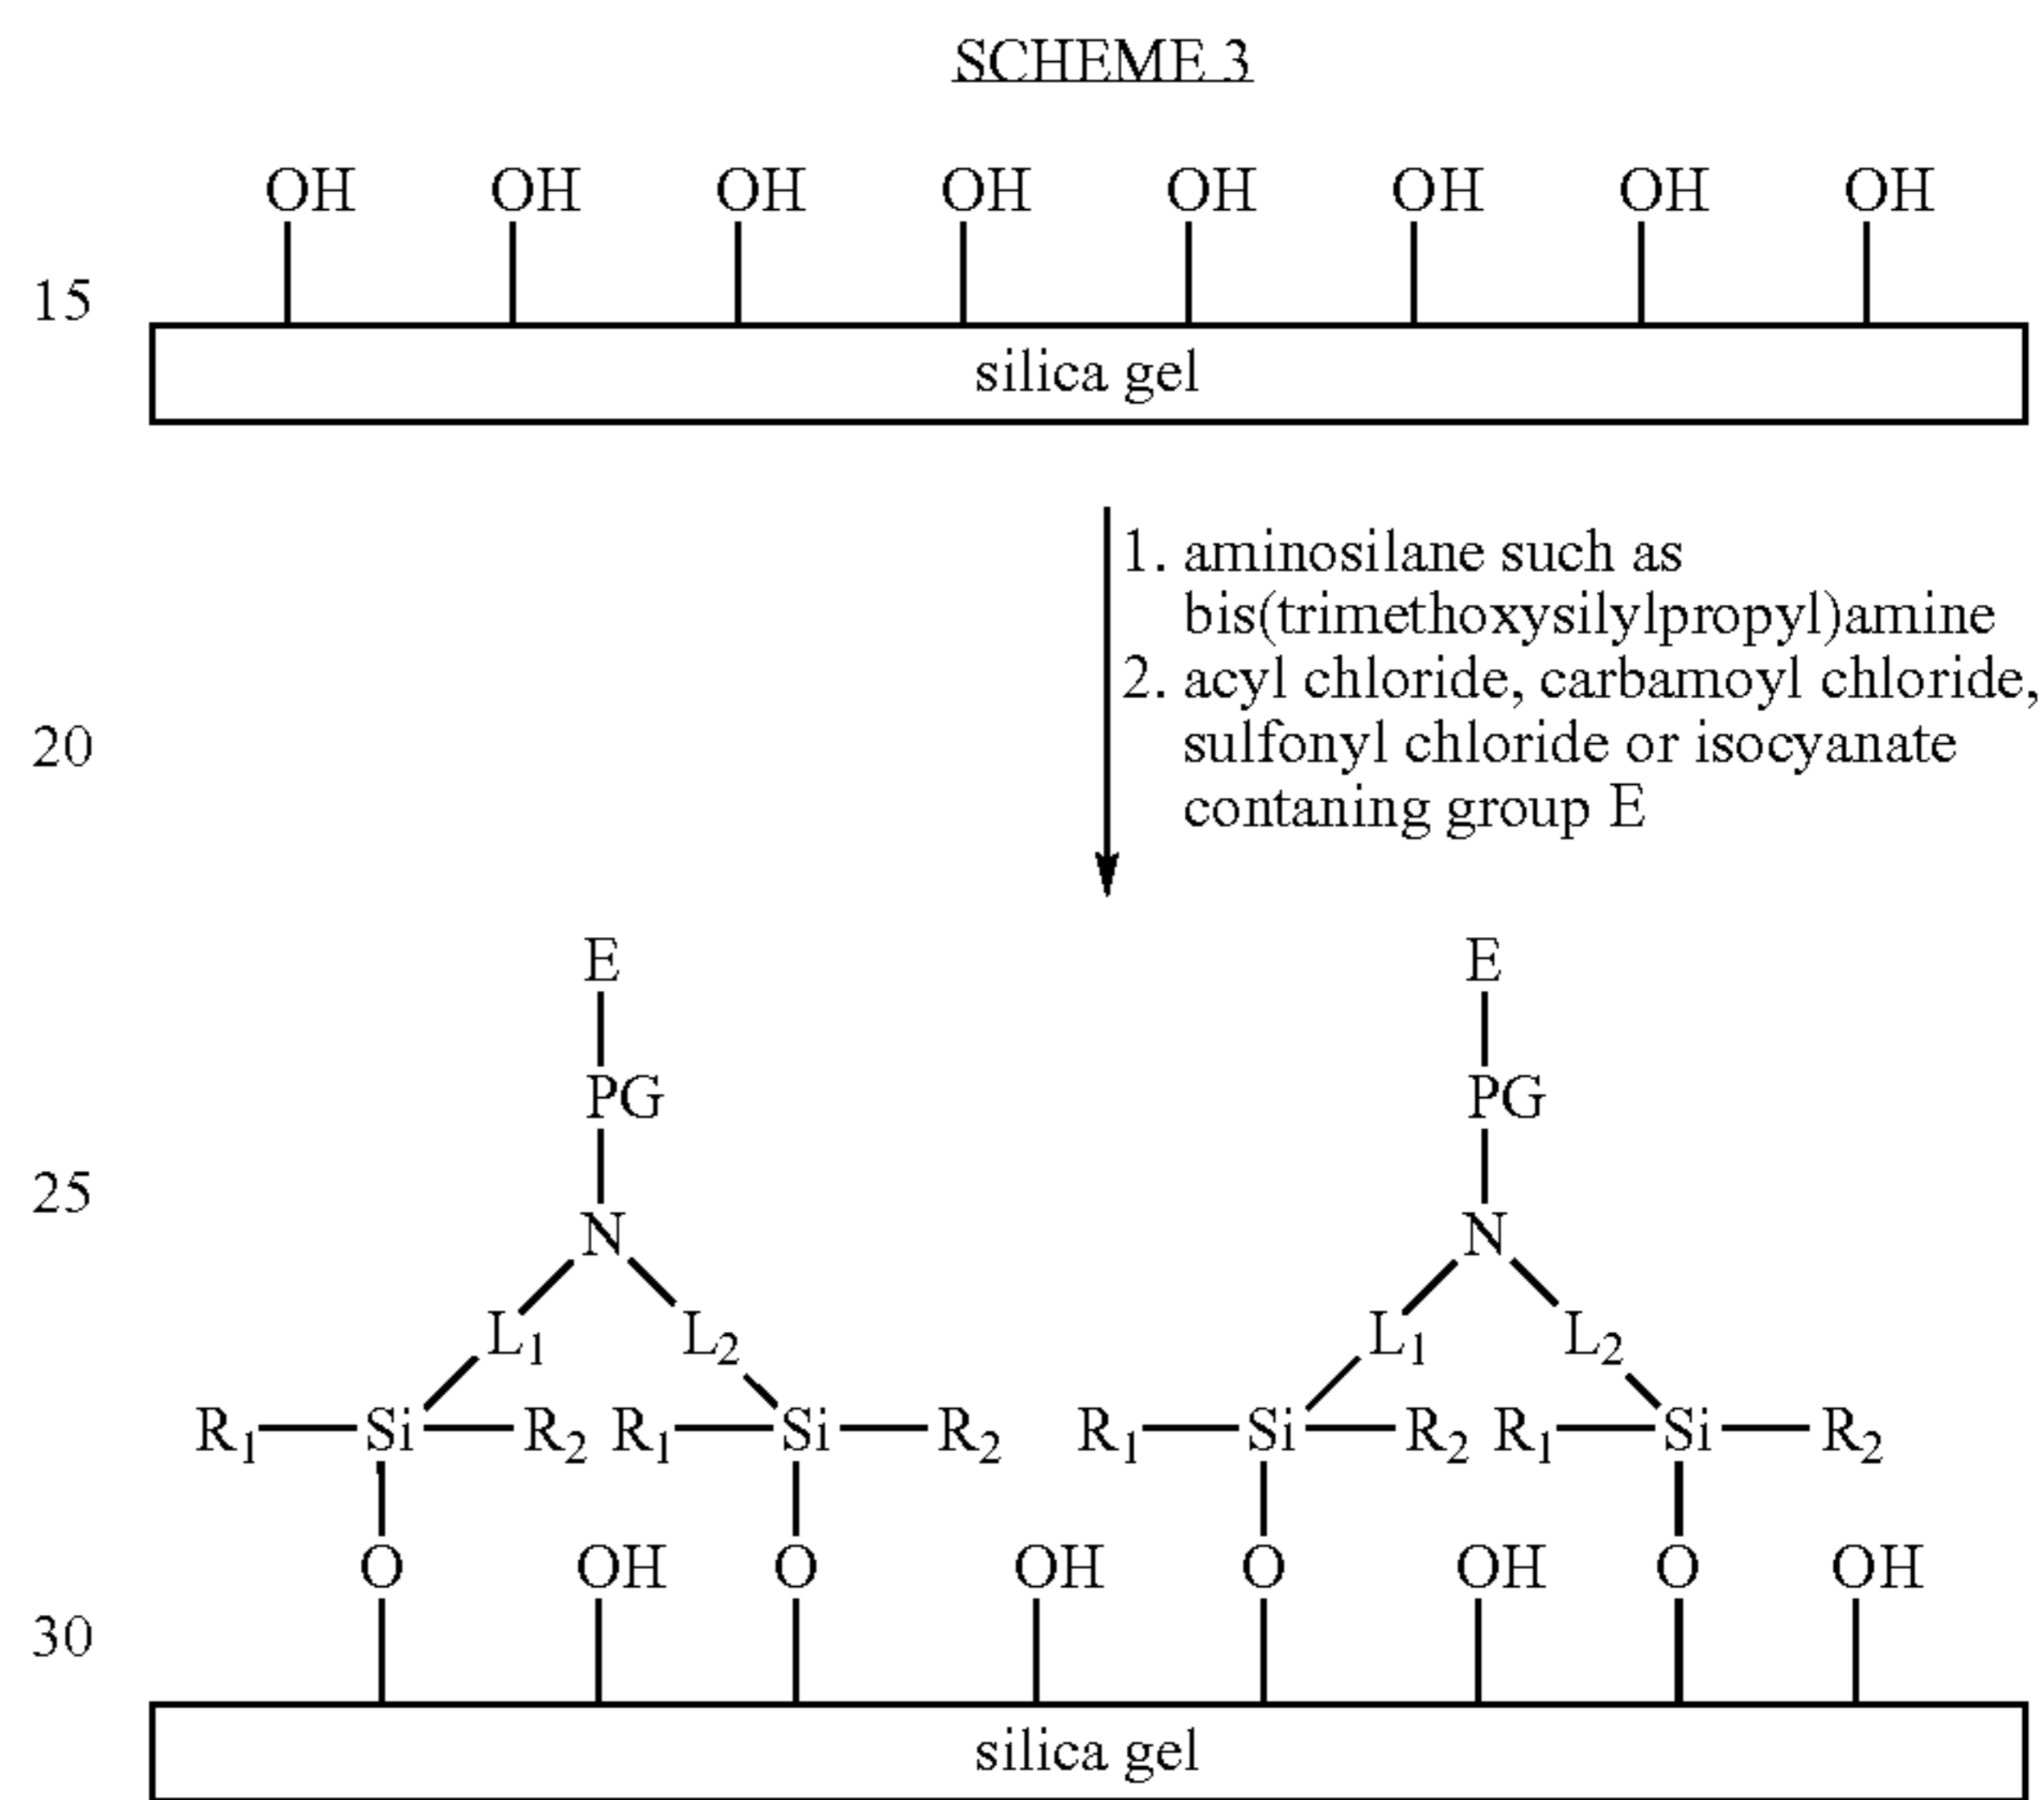 SCHEME 3
OH OH OH OH OH OH OH OH
15
silica gel
1. aminosilane such as
bis(trimethoxysilylpropyl)amine
2. acyl chloride, carbamoyl chloride,
20 sulfonyl chloride or isocyanate
contaning group E
E E
PG PG
25
N N
L1 L2 L1 L2
R1 Si R2 R1 Si R2 R1 Si R2 R1 Si R2
O OH O OH O OH O OH
30
silica gel